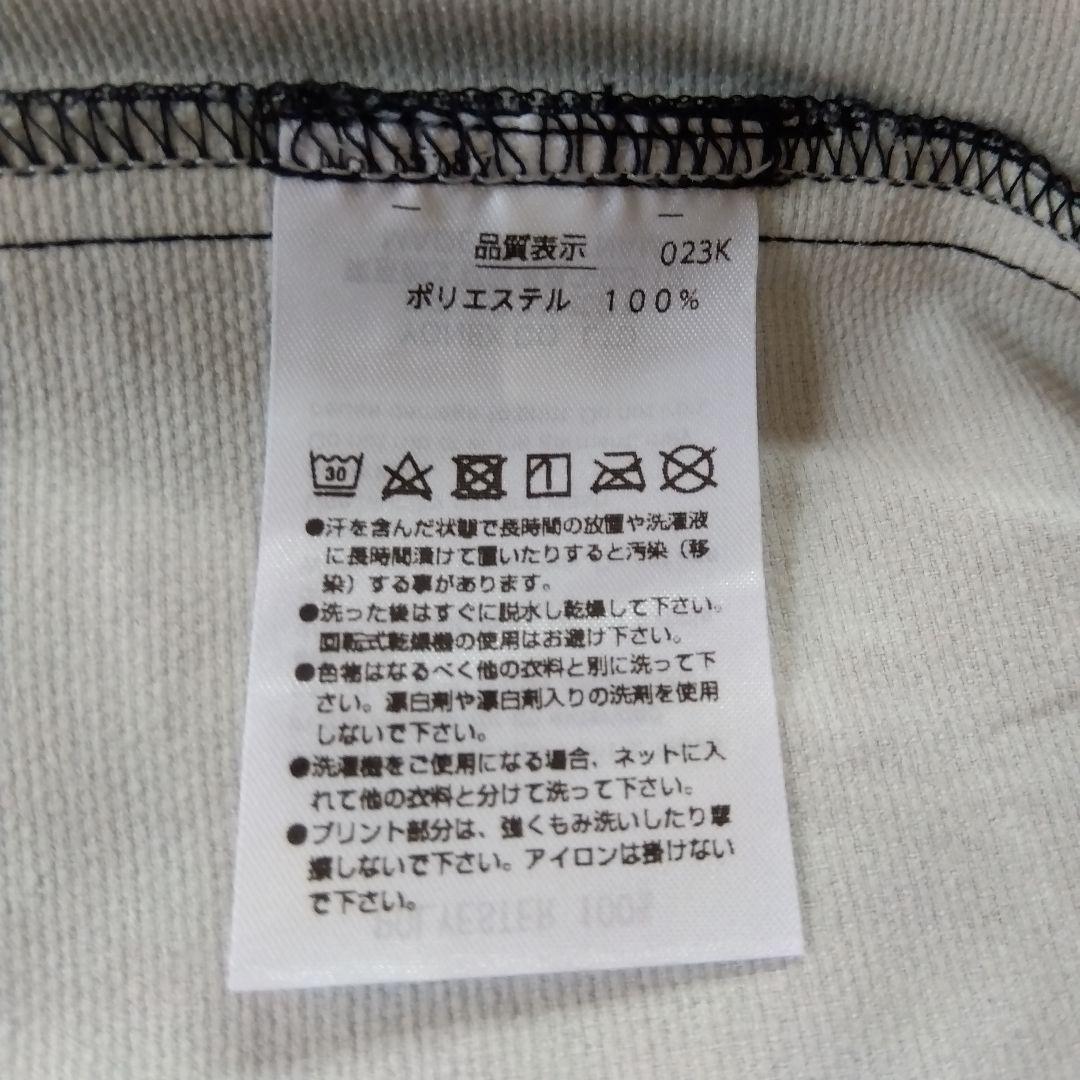 品質表示 023K
ポリエステル 100%
30
●汗を含んだ状態で長時間の放置や洗濯液
に長時間漬けて置いたりすると汚染（移
染）する事があります。
●洗った後はすぐに脱水し乾燥して下さい。
回転式乾燥機の使用はお避け下さい。
●色物はなるべく他の衣料と別に洗って下
さい。漂白剤や漂白剤入りの洗剤を使用
しないで下さい。
●洗濯機をご使用になる場合、ネットに入
れて他の衣料と分けて洗って下さい。
●プリント部分は、強くもみ洗いしたり摩
擦しないで下さい。アイロンは掛けない
で下さい。
POLYESTER 100%